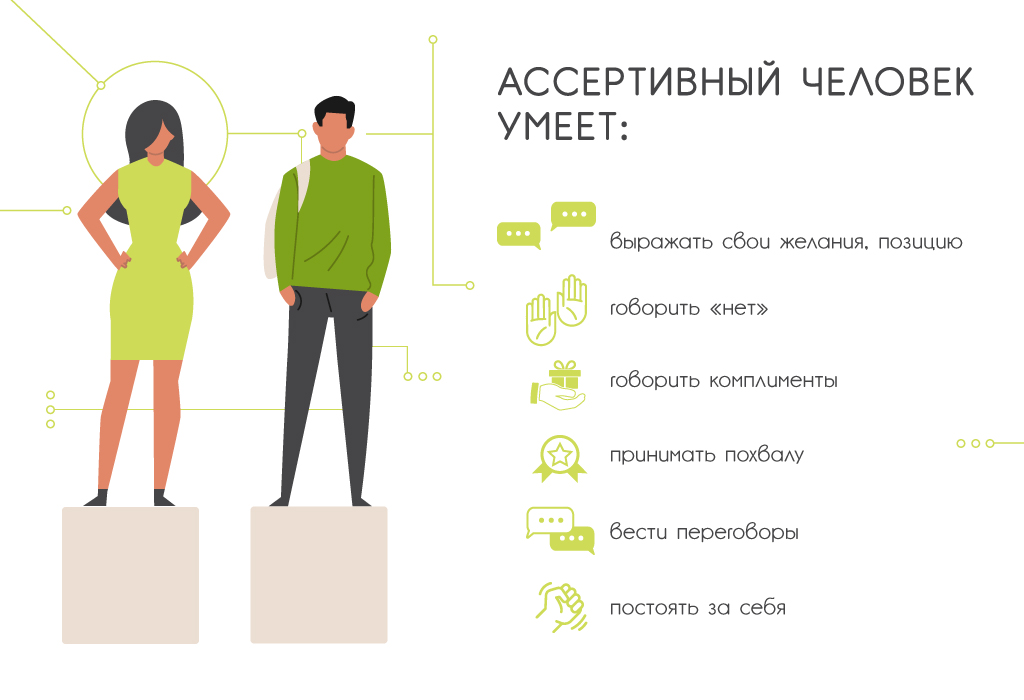 АССЕРТИВНЫЙ ЧЕЛОВЕК
УМЕЕТ:
выражать свои желания, позицию
говорить «нет»
говорить комплименты
принимать похвалу
вести переговоры
постоять за себя